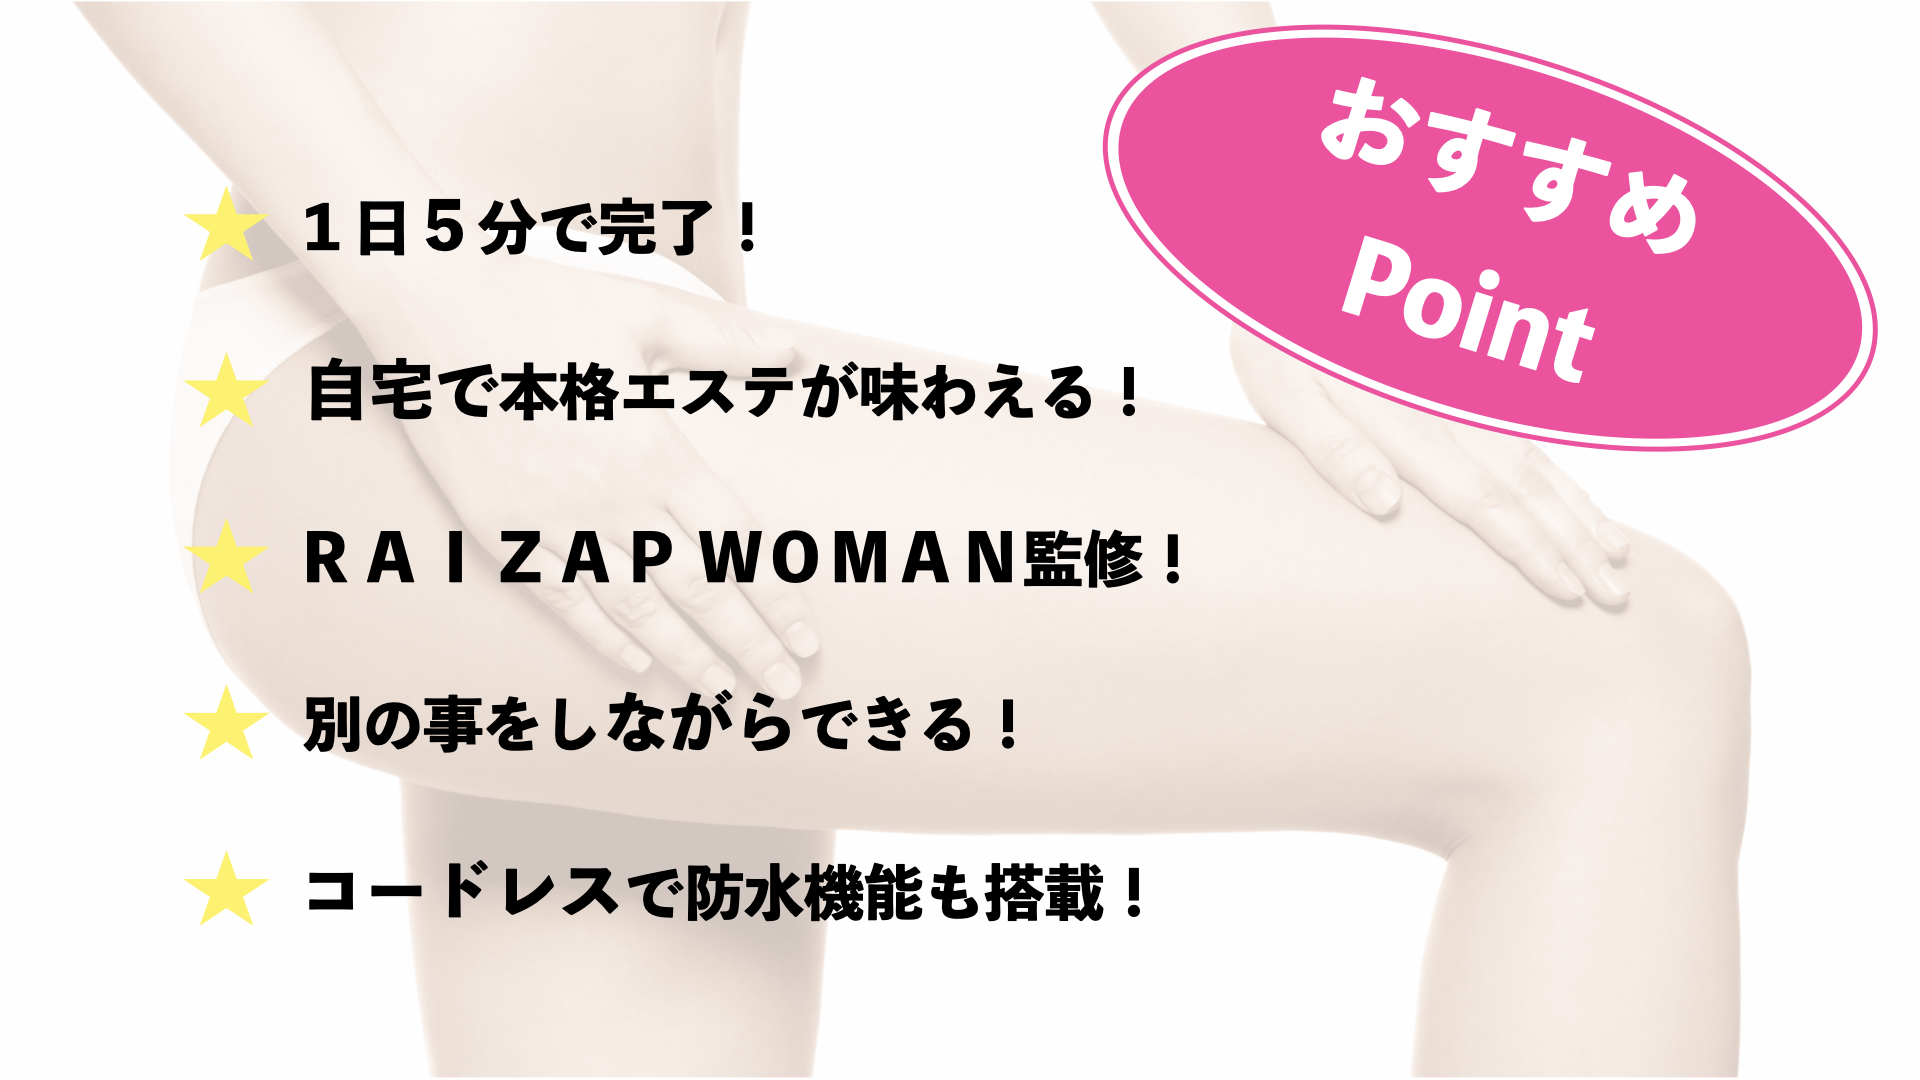 おすすめ
Point
１日５分で完了！
自宅で本格エステが味わえる！
ＲＡＩＺＡＰ ＷＯＭＡＮ監修！
別の事をしながらできる！
コードレスで防水機能も搭載！